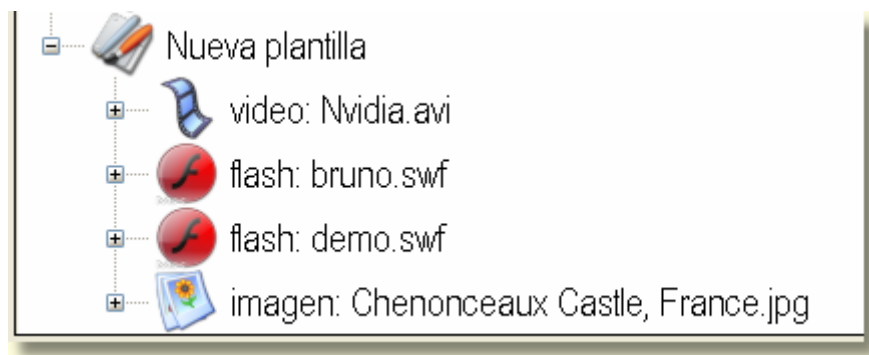 Nueva plantilla
video: Nvidia.avi
flash: bruno.swf
flash: demo.swf
imagen: Chenonceaux Castle, France.jpg